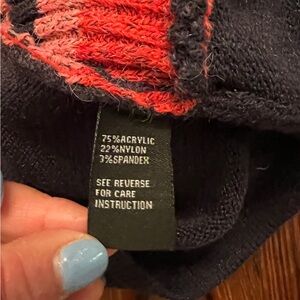 75%ACRYLIC
22%NYLON
3%SPANDEX
SEE REVERSE
FOR CARE
INSTRUCTION